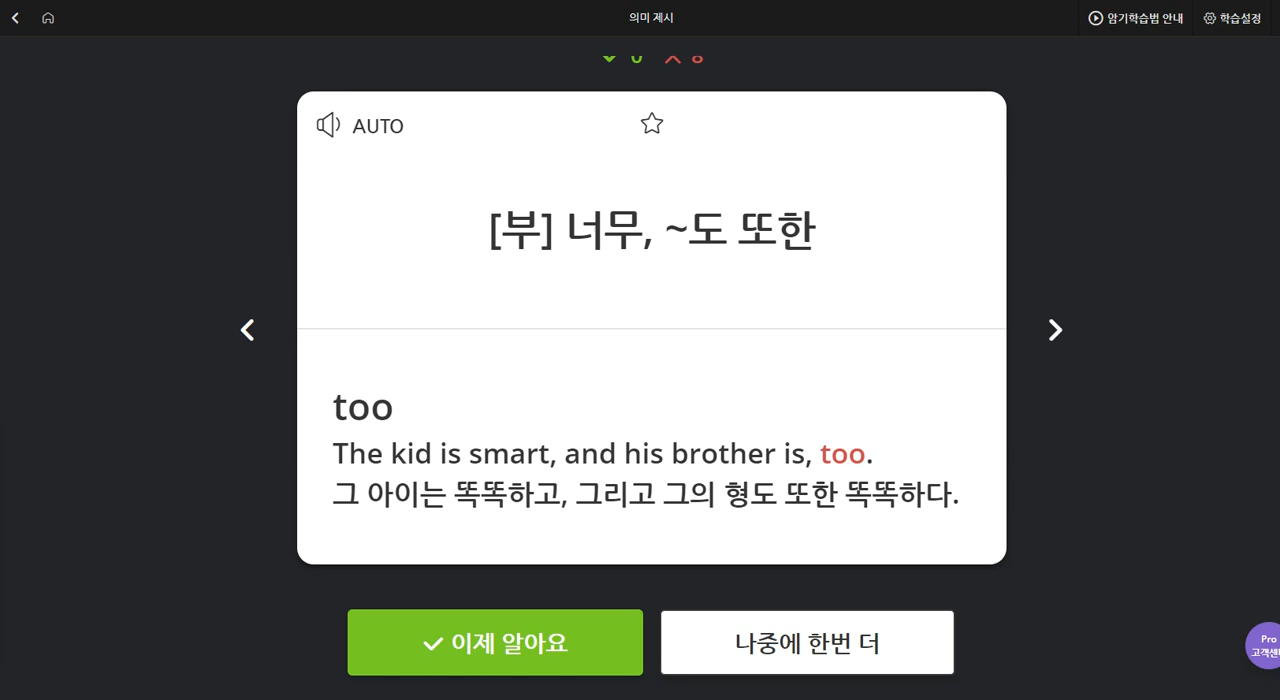 의미 제시
암기학습법 안내
학습설정
AUTO
[부] 너무, ~도 또한
too
The kid is smart, and his brother is, too.
그 아이는 똑똑하고, 그리고 그의 형도 또한 똑똑하다.
이제 알아요
나중에 한번 더
Pro